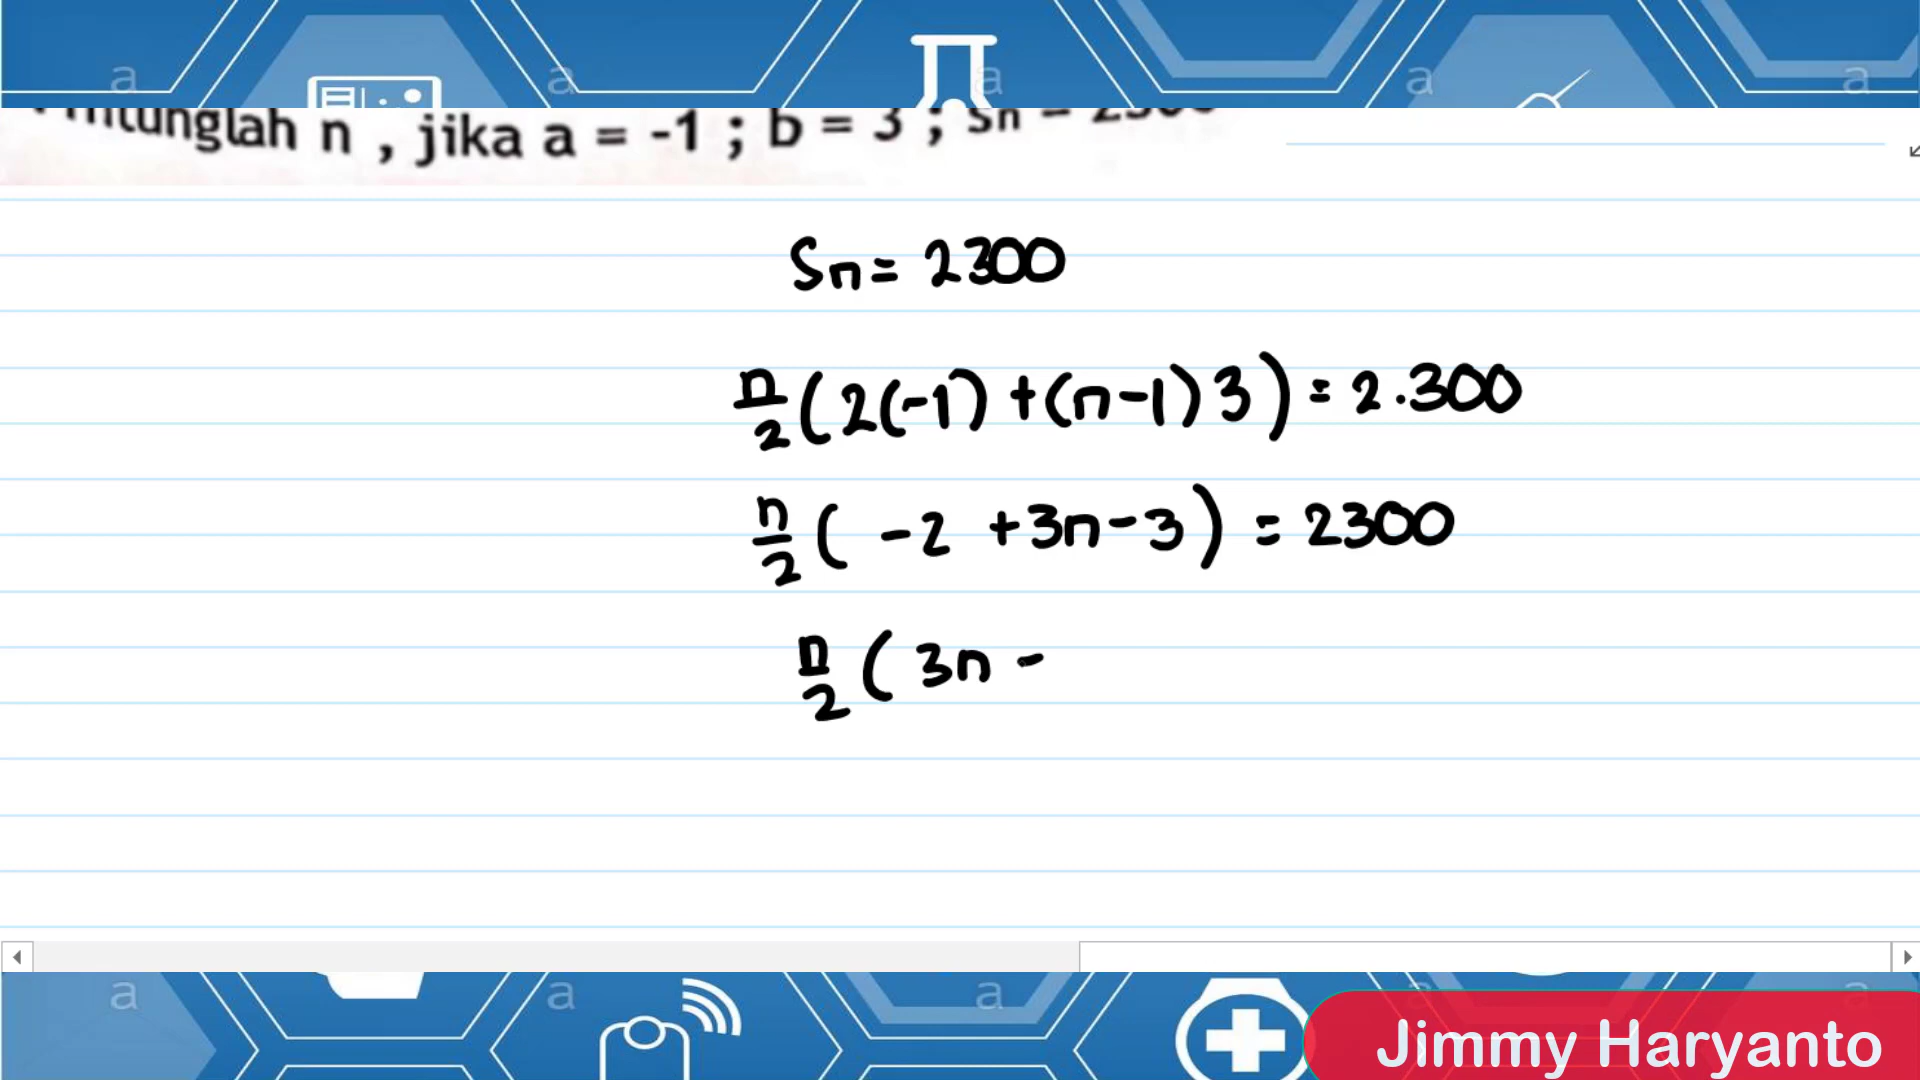 a a a a a
n , jika a = -1 ; b = 3 ; Sn =
Sn = 2300
n/2 ( 2(-1) + (n-1) 3 ) = 2.300
n/2 ( -2 + 3n - 3 ) = 2300
n/2 ( 3n -
a a a a a
Jimmy Haryanto